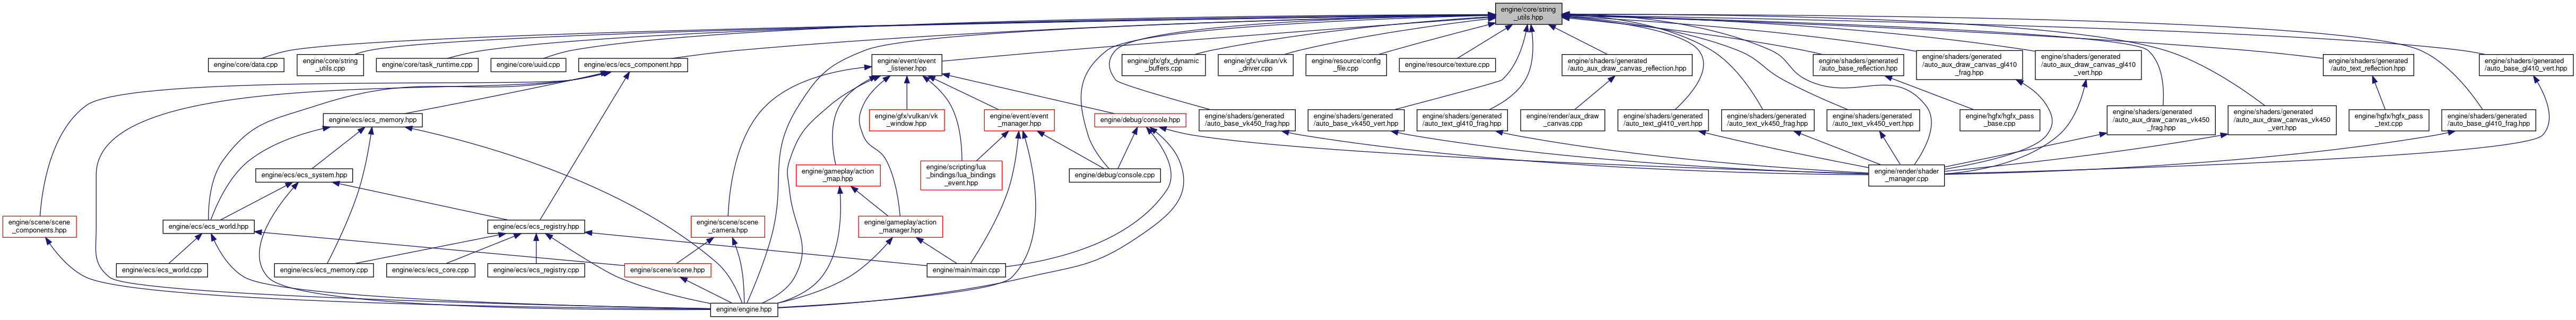 engine/core/string
_utils.hpp
engine/core/data.cpp
engine/core/string
_utils.cpp
engine/core/task_runtime.cpp
engine/core/uuid.cpp
engine/ecs/ecs_component.hpp
engine/event/event
_listener.hpp
engine/gfx/gfx_dynamic
_buffers.cpp
engine/gfx/vulkan/vk
_driver.cpp
engine/resource/config
_file.cpp
engine/resource/texture.cpp
engine/shaders/generated
/auto_aux_draw_canvas_reflection.hpp
engine/shaders/generated
/auto_base_reflection.hpp
engine/shaders/generated
/auto_aux_draw_canvas_gl410
_frag.hpp
engine/shaders/generated
/auto_aux_draw_canvas_gl410
_vert.hpp
engine/shaders/generated
/auto_text_reflection.hpp
engine/shaders/generated
/auto_base_gl410_vert.hpp
engine/ecs/ecs_memory.hpp
engine/gfx/vulkan/vk
_window.hpp
engine/event/event
_manager.hpp
engine/debug/console.hpp
engine/shaders/generated
/auto_base_vk450_frag.hpp
engine/shaders/generated
/auto_base_vk450_vert.hpp
engine/shaders/generated
/auto_text_gl410_frag.hpp
engine/render/aux_draw
_canvas.cpp
engine/shaders/generated
/auto_text_gl410_vert.hpp
engine/shaders/generated
/auto_text_vk450_frag.hpp
engine/shaders/generated
/auto_text_vk450_vert.hpp
engine/hgfx/hgfx_pass
_base.cpp
engine/shaders/generated
/auto_aux_draw_canvas_vk450
_frag.hpp
engine/shaders/generated
/auto_aux_draw_canvas_vk450
_vert.hpp
engine/hgfx/hgfx_pass
_text.cpp
engine/shaders/generated
/auto_base_gl410_frag.hpp
engine/ecs/ecs_system.hpp
engine/gameplay/action
_map.hpp
engine/scripting/lua
_bindings/lua_bindings
_event.hpp
engine/debug/console.cpp
engine/render/shader
_manager.cpp
engine/scene/scene
_components.hpp
engine/ecs/ecs_world.hpp
engine/ecs/ecs_registry.hpp
engine/scene/scene
_camera.hpp
engine/gameplay/action
_manager.hpp
engine/ecs/ecs_world.cpp
engine/ecs/ecs_memory.cpp
engine/ecs/ecs_core.cpp
engine/ecs/ecs_registry.cpp
engine/scene/scene.hpp
engine/main/main.cpp
engine/engine.hpp